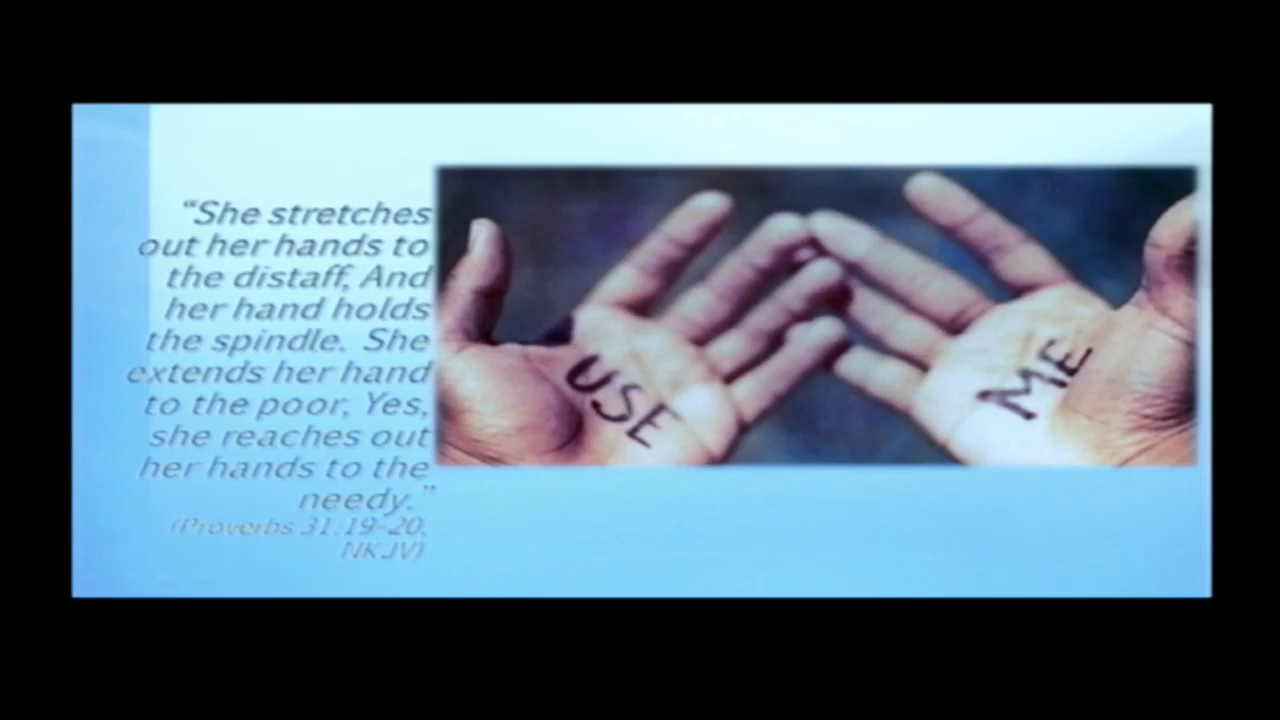 “She stretches
out her hands to
the distaff, And
her hand holds
the spindle. She
extends her hand
to the poor, Yes,
she reaches out
her hands to the
needy.”
(Proverbs 31:19-20,
NKJV)
USE
ME